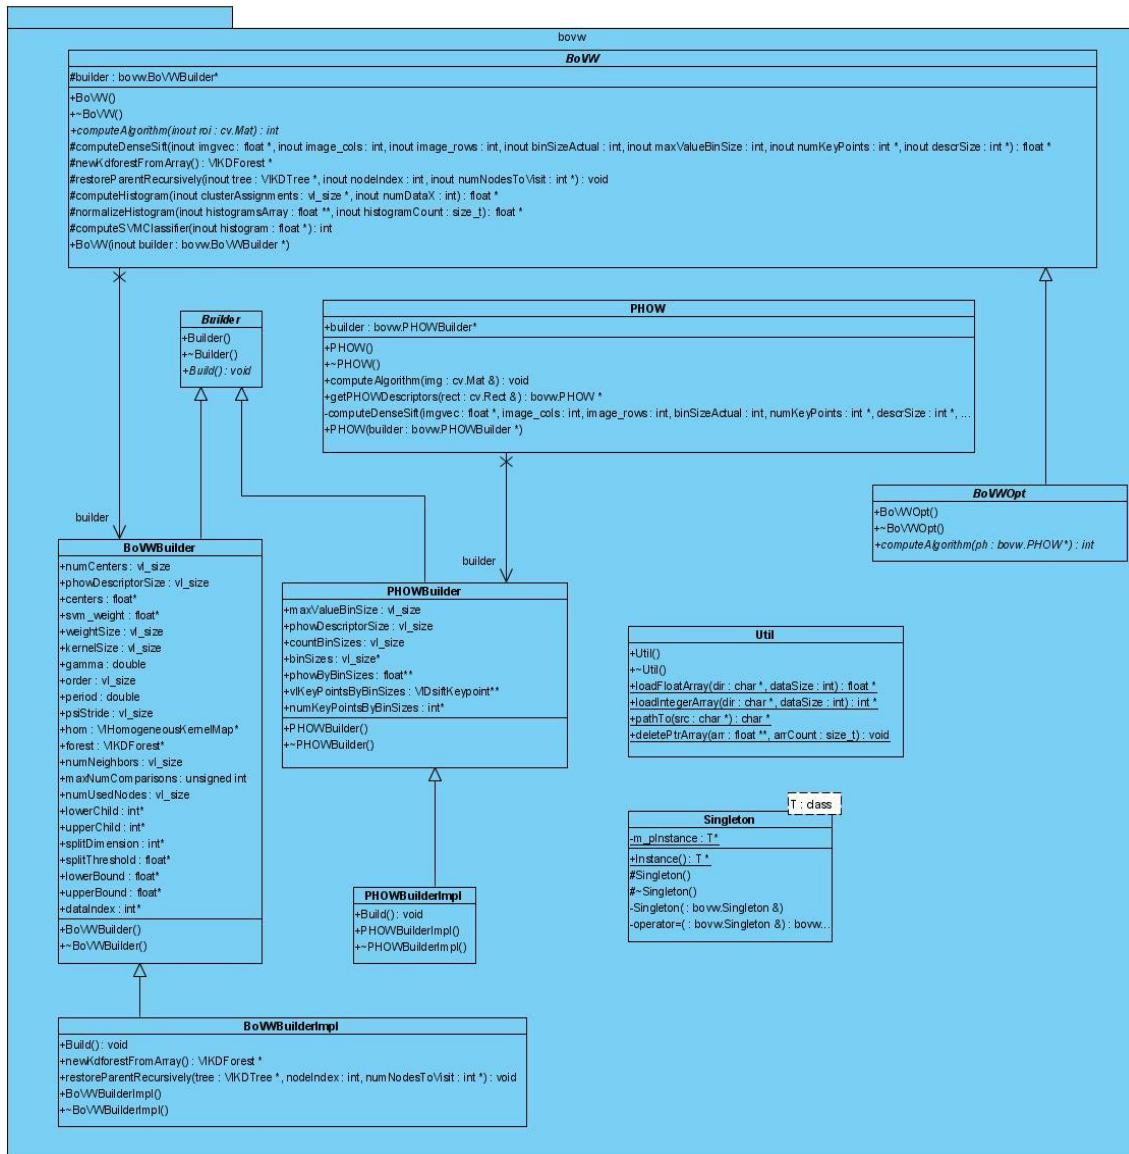 bovw
BoVW
#builder : bovw.BoVWBuilder*
+BoVW()
+~BoVW()
+computeAlgorithm(inout roi : cv.Mat) : int
#computeDenseSift(inout imgvec : float *, inout image_cols : int, inout image_rows : int, inout binSizeActual : int, inout maxValueBinSize : int, inout numKeyPoints : int *, inout descrSize : int *) : float *
#newKdforestFromArray() : VlKDForest *
#restoreParentRecursively(inout tree : VlKDTree *, inout nodeIndex : int, inout numNodesToVisit : int *) : void
#computeHistogram(inout clusterAssignments : vl_size *, inout numDataX : int) : float *
#normalizeHistogram(inout histogramsArray : float **, inout histogramCount : size_t) : float *
#computeSVMClassifier(inout histogram : float *) : int
+BoVW(inout builder : bovw.BoVWBuilder *)
Builder
+Builder()
+~Builder()
+Build() : void
PHOW
+builder : bovw.PHOWBuilder*
+PHOW()
+~PHOW()
+computeAlgorithm(img : cv.Mat &) : void
+getPHOWDescriptors(rect : cv.Rect &) : bovw.PHOW *
-computeDenseSift(imgvec : float *, image_cols : int, image_rows : int, binSizeActual : int, numKeyPoints : int *, descrSize : int *, ...
+PHOW(builder : bovw.PHOWBuilder *)
BoVWOpt
+BoVWOpt()
+~BoVWOpt()
+computeAlgorithm(ph : bovw.PHOW *) : int
builder
BoVWBuilder
+numCenters : vl_size
+phowDescriptorSize : vl_size
+centers : float*
+svm_weight : float*
+weightSize : vl_size
+kernelSize : vl_size
+gamma : double
+order : vl_size
+period : double
+psiStride : vl_size
+hom : VlHomogeneousKernelMap*
+forest : VlKDForest*
+numNeighbors : vl_size
+maxNumComparisons : unsigned int
+numUsedNodes : vl_size
+lowerChild : int*
+upperChild : int*
+splitDimension : int*
+splitThreshold : float*
+lowerBound : float*
+upperBound : float*
+dataIndex : int*
+BoVWBuilder()
+~BoVWBuilder()
builder
PHOWBuilder
+maxValueBinSize : vl_size
+phowDescriptorSize : vl_size
+countBinSizes : vl_size
+binSizes : vl_size*
+phowByBinSizes : float**
+vlKeyPointsByBinSizes : VlDsiftKeypoint**
+numKeyPointsByBinSizes : int*
+PHOWBuilder()
+~PHOWBuilder()
Util
+Util()
+~Util()
+loadFloatArray(dir : char *, dataSize : int) : float *
+loadIntegerArray(dir : char *, dataSize : int) : int *
+pathTo(src : char *) : char *
+deletePtrArray(arr : float **, arrCount : size_t) : void
T : class
Singleton
-m_pInstance : T*
+Instance() : T *
#Singleton()
#~Singleton()
-Singleton( : bovw.Singleton &)
-operator=( : bovw.Singleton &) : bovw...
PHOWBuilderImpl
+Build() : void
+PHOWBuilderImpl()
+~PHOWBuilderImpl()
BoVWBuilderImpl
+Build() : void
+newKdforestFromArray() : VlKDForest *
+restoreParentRecursively(tree : VlKDTree *, nodeIndex : int, numNodesToVisit : int *) : void
+BoVWBuilderImpl()
+~BoVWBuilderImpl()